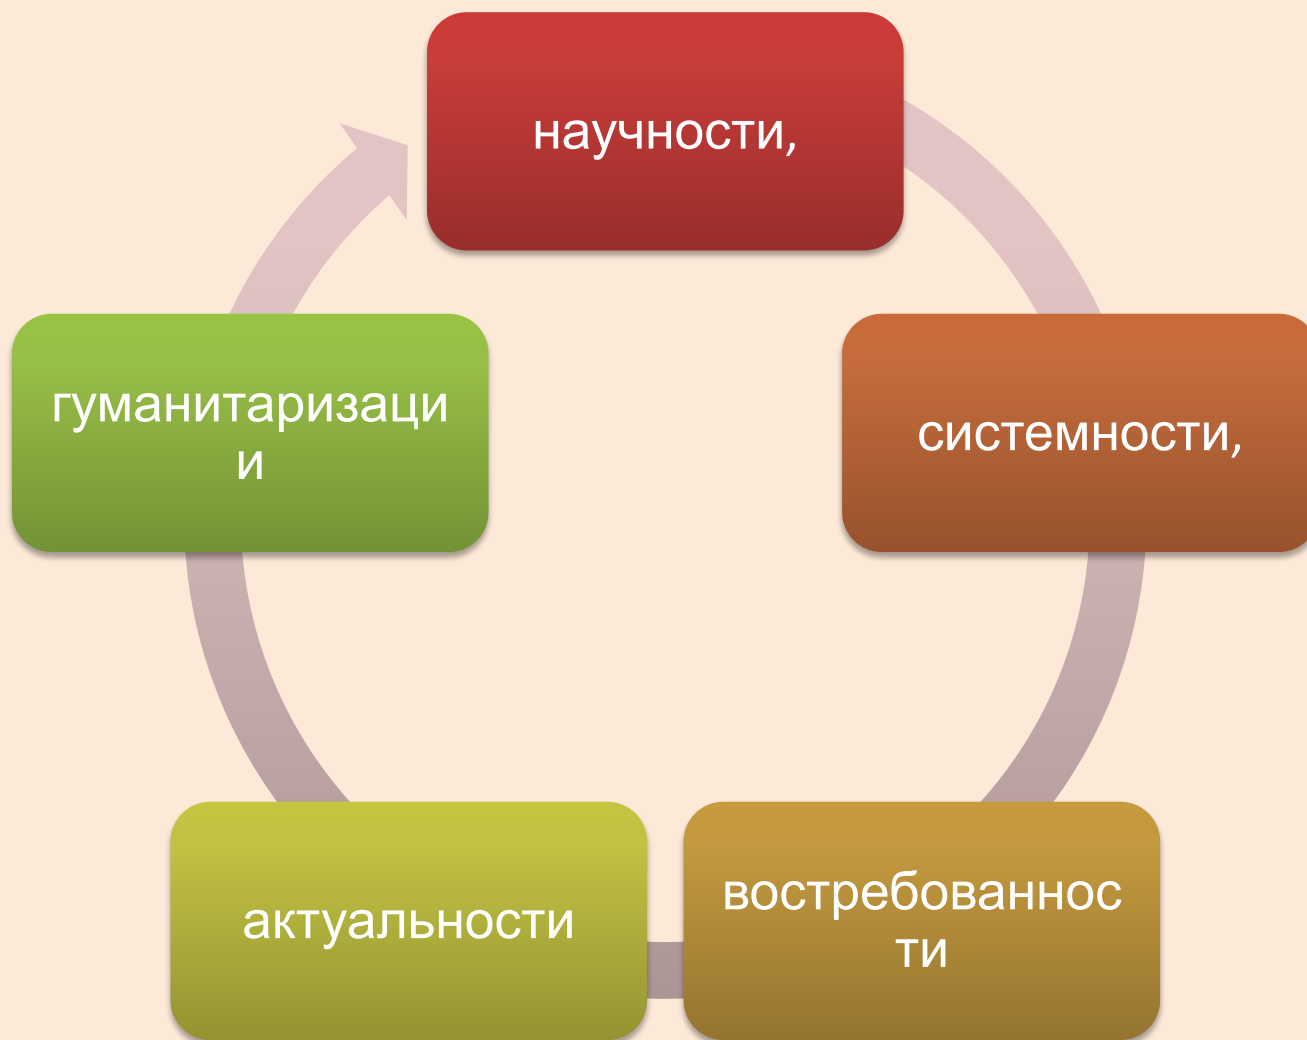 научности,
системности,
востребованнос
ти
актуальности
гуманитаризаци
и